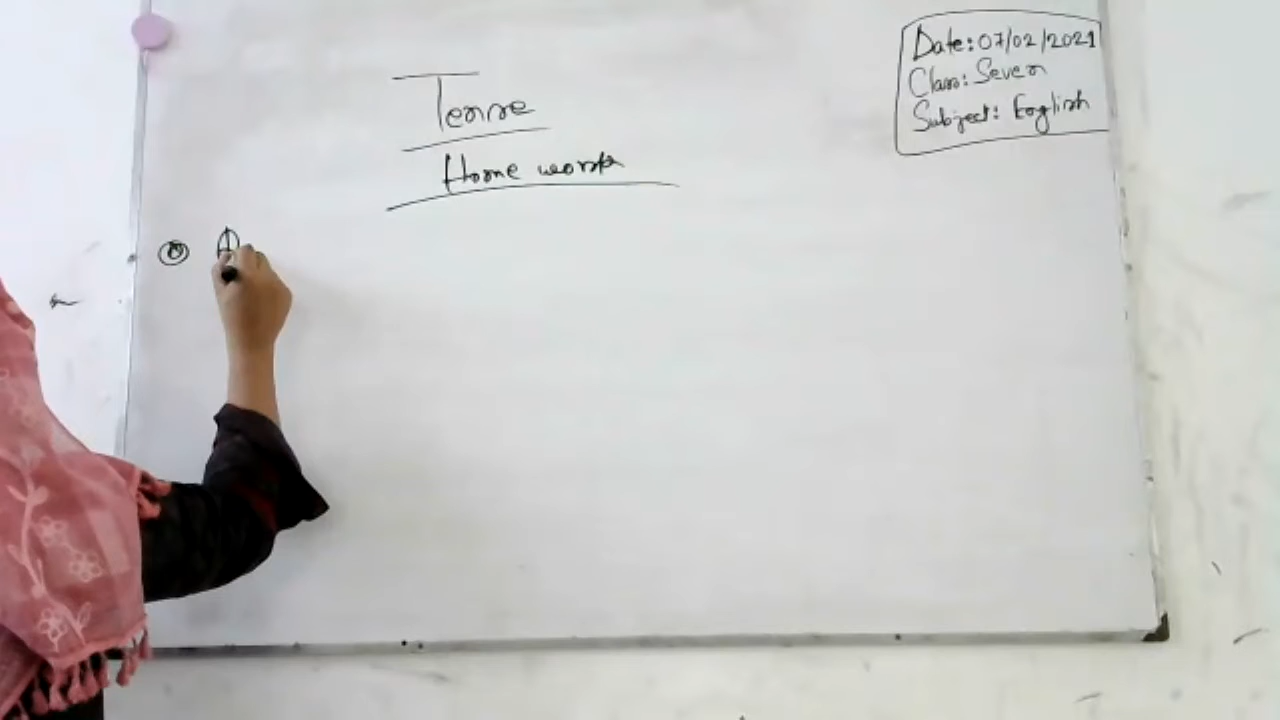 Tense
Home work
Date: 07/02/2021
Class: Seven
Subject: English